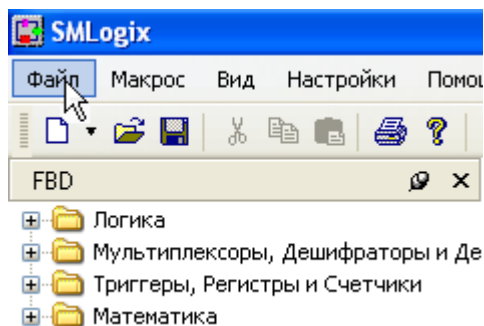 SMLogix
Файл Макрос Вид Настройки
FBD
Логика
Мультиплексоры, Дешифраторы и
Триггеры, Регистры и Счетчики
Математика